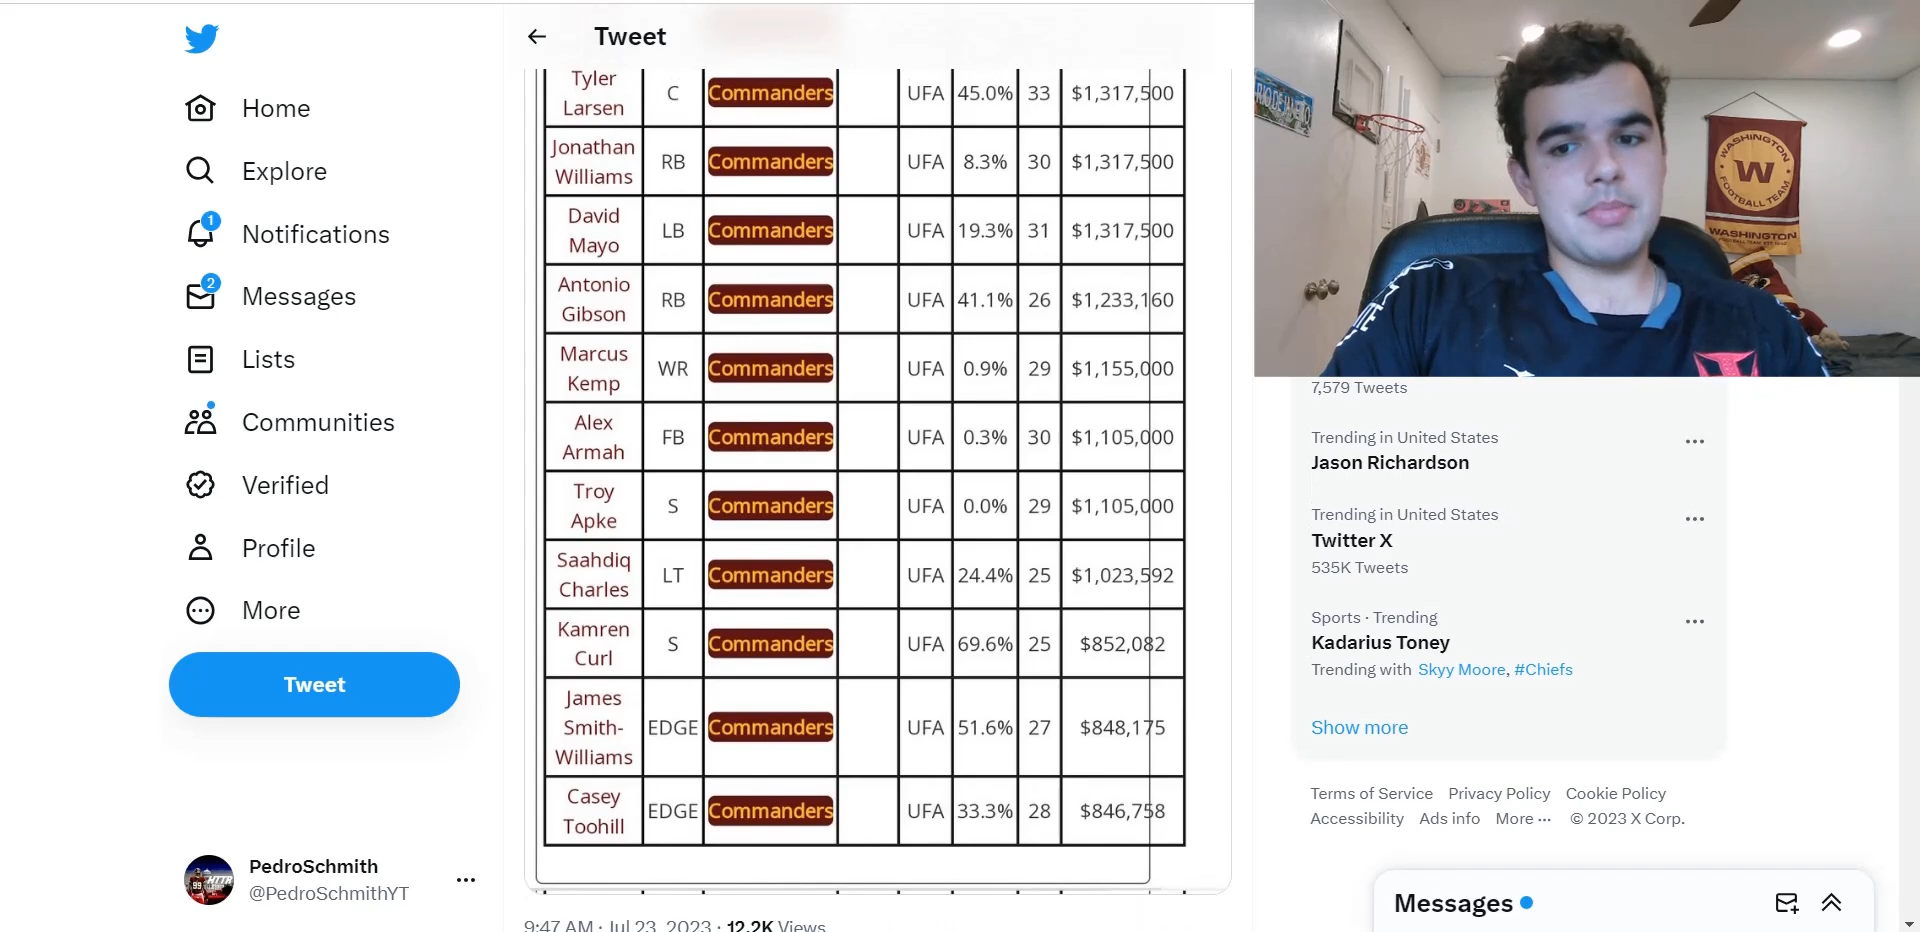 Tweet
Home
Explore
1
Notifications
2
Messages
Lists
Communities
Verified
Profile
More
Tweet
PedroSchmith
@PedroSchmithYT
Tyler Larsen C Commanders UFA 45.0% 33 $1,317,500
Jonathan Williams RB Commanders UFA 8.3% 30 $1,317,500
David Mayo LB Commanders UFA 19.3% 31 $1,317,500
Antonio Gibson RB Commanders UFA 41.1% 26 $1,233,160
Marcus Kemp WR Commanders UFA 0.9% 29 $1,155,000
Alex Armah FB Commanders UFA 0.3% 30 $1,105,000
Troy Apke S Commanders UFA 0.0% 29 $1,105,000
Saahdiq Charles LT Commanders UFA 24.4% 25 $1,023,592
Kamren Curl S Commanders UFA 69.6% 25 $852,082
James Smith-Williams EDGE Commanders UFA 51.6% 27 $848,175
Casey Toohill EDGE Commanders UFA 33.3% 28 $846,758
9:47 AM · Jul 23, 2023 · 12.2K Views
RIO DE JANEIRO
WASHINGTON
W
FOOTBALL TEAM
WASHINGTON
7,579 Tweets
Trending in United States
Jason Richardson
Trending in United States
Twitter X
535K Tweets
Sports · Trending
Kadarius Toney
Trending with Skyy Moore, #Chiefs
Show more
Terms of Service Privacy Policy Cookie Policy
Accessibility Ads info More ··· © 2023 X Corp.
Messages